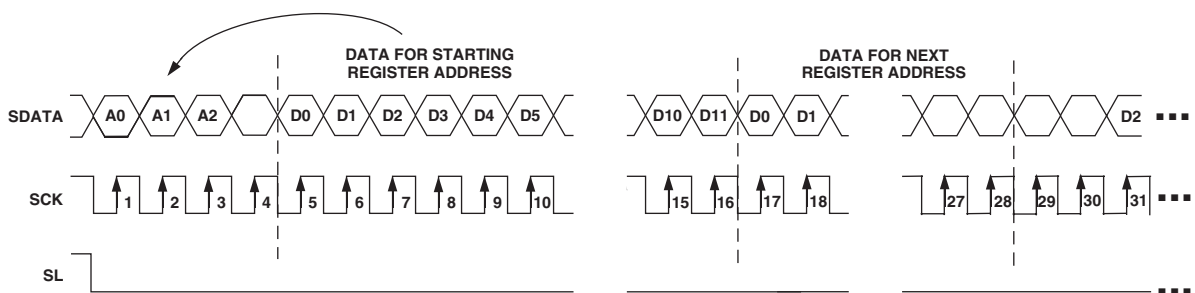 DATA FOR STARTING
REGISTER ADDRESS
DATA FOR NEXT
REGISTER ADDRESS
SDATA A0 A1 A2 D0 D1 D2 D3 D4 D5 D10 D11 D0 D1 D2
SCK 1 2 3 4 5 6 7 8 9 10 15 16 17 18 27 28 29 30 31
SL